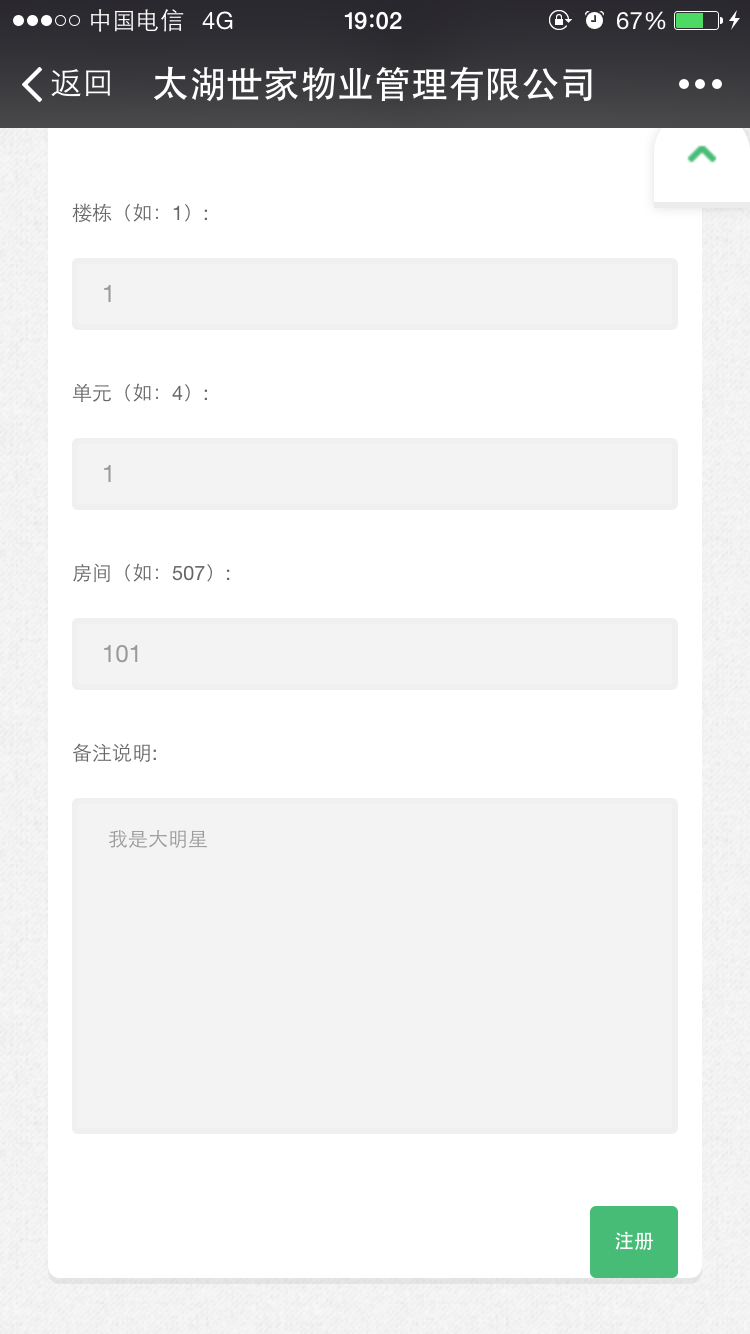 中国电信 4G 19:02 67%
返回 太湖世家物业管理有限公司
楼栋（如：1）:
1
单元（如：4）:
1
房间（如：507）:
101
备注说明:
我是大明星
注册